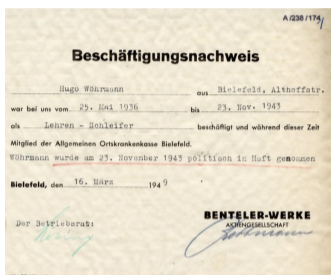 A/238/174/
Beschäftigungsnachweis
Hugo Wöhrmann aus Bielefeld, Althoffstr.
war bei uns vom 25. Mai 1936 bis 23. Nov. 1943
als Lehren - Schleifer beschäftigt und während dieser Zeit
Mitglied der Allgemeinen Ortskrankenkasse Bielefeld.
Wöhrmann wurde am 23. November 1943 politisch in Haft genommen
Bielefeld, den 16. März 1949
BENTELER-WERKE
Der Betriebsrat: AKTIENGESELLSCHAFT